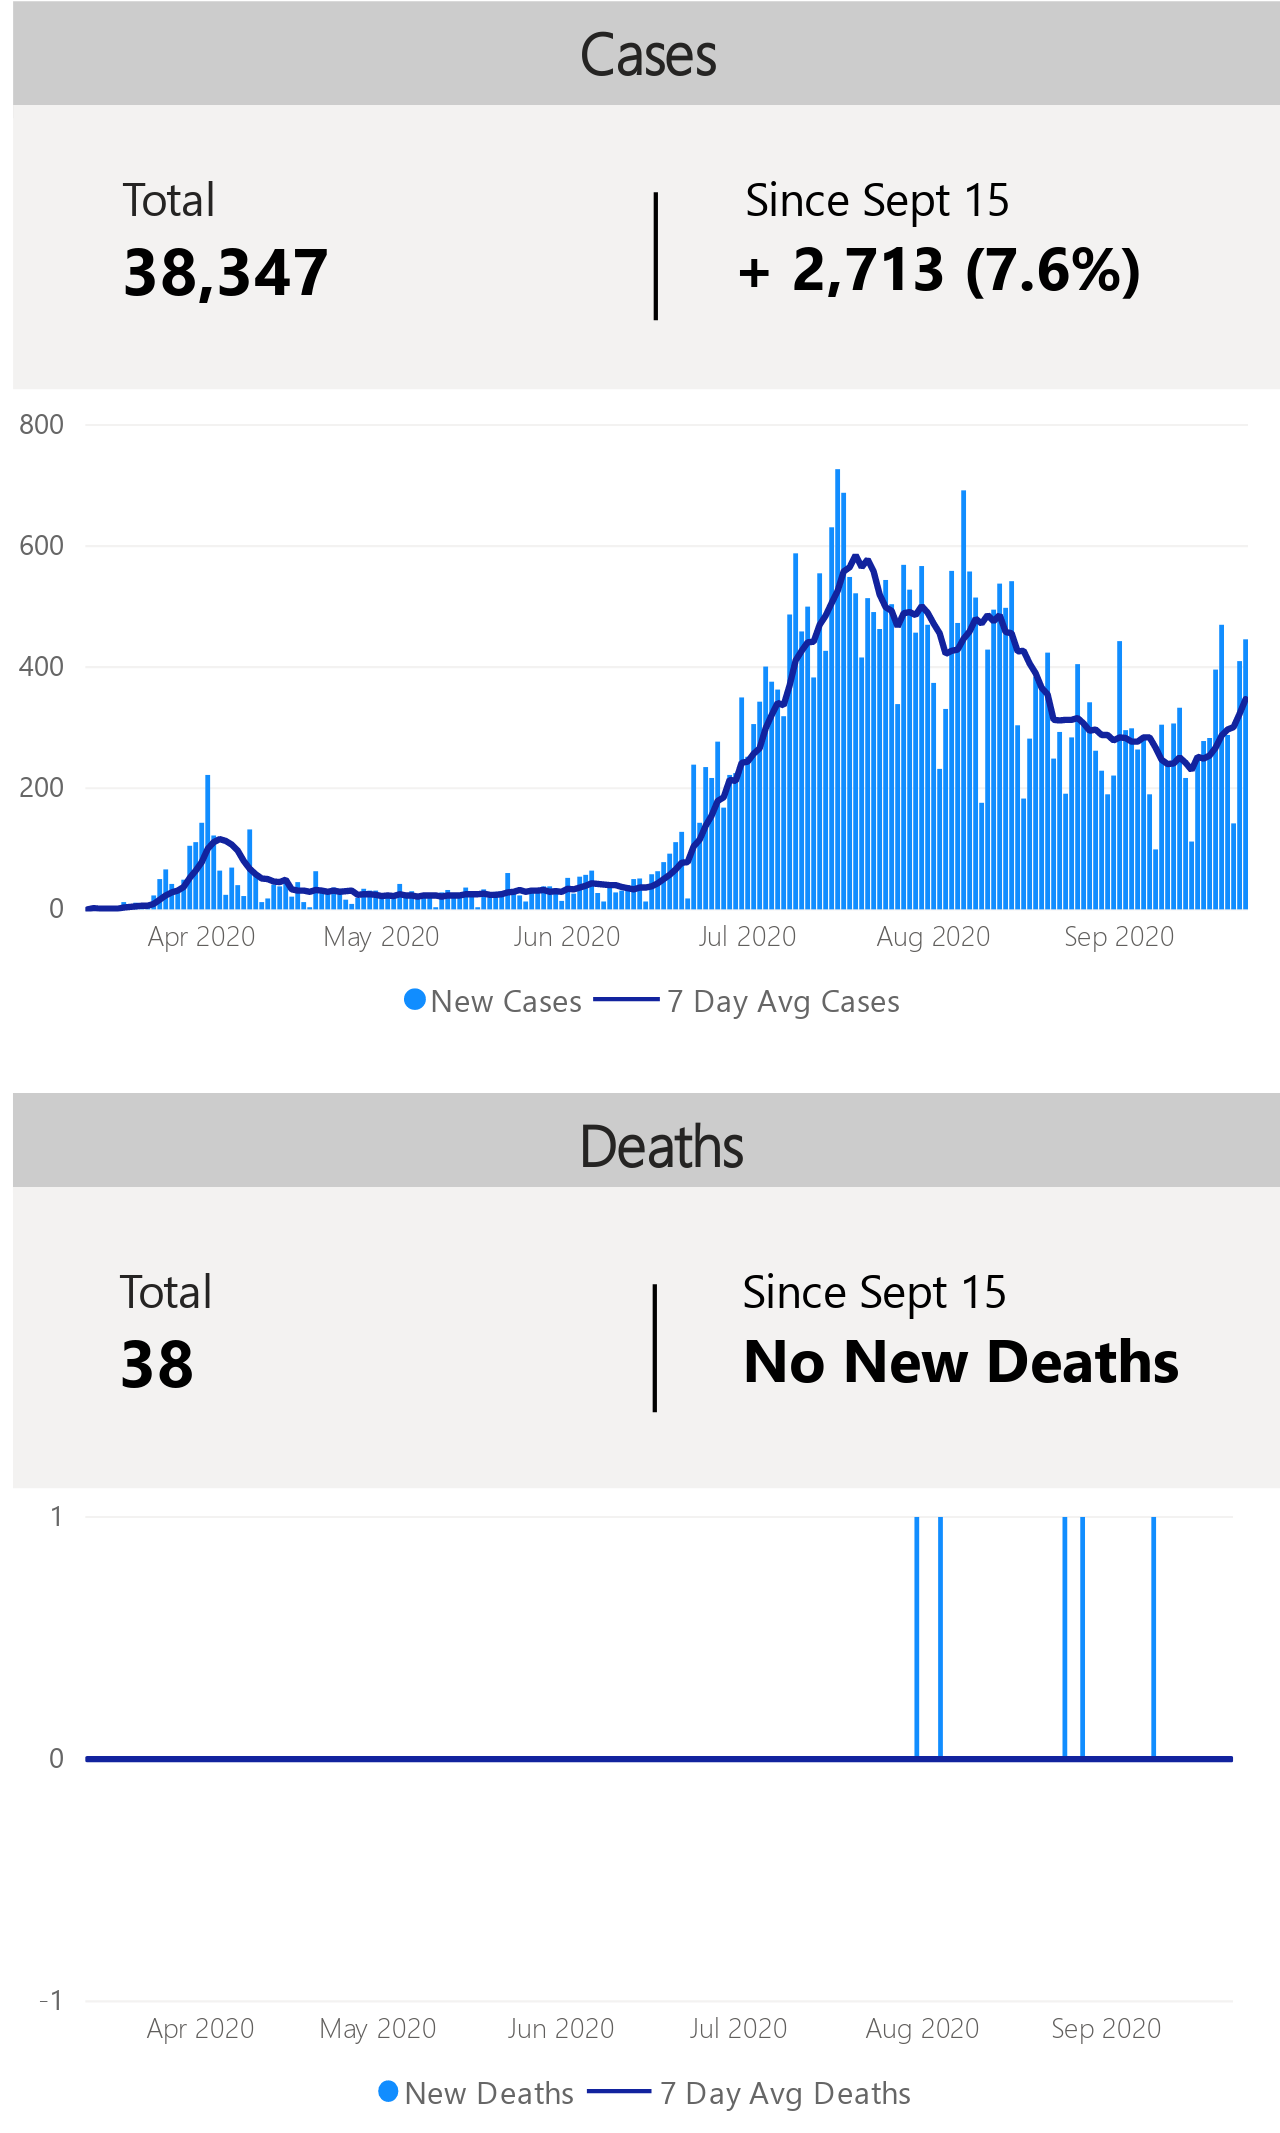 Cases
Total
38,347
Since Sept 15
+ 2,713 (7.6%)
800
600
400
200
0
Apr 2020
May 2020
Jun 2020
Jul 2020
Aug 2020
Sep 2020
New Cases
7 Day Avg Cases
Deaths
Total
38
Since Sept 15
No New Deaths
1
0
-1
Apr 2020
May 2020
Jun 2020
Jul 2020
Aug 2020
Sep 2020
New Deaths
7 Day Avg Deaths